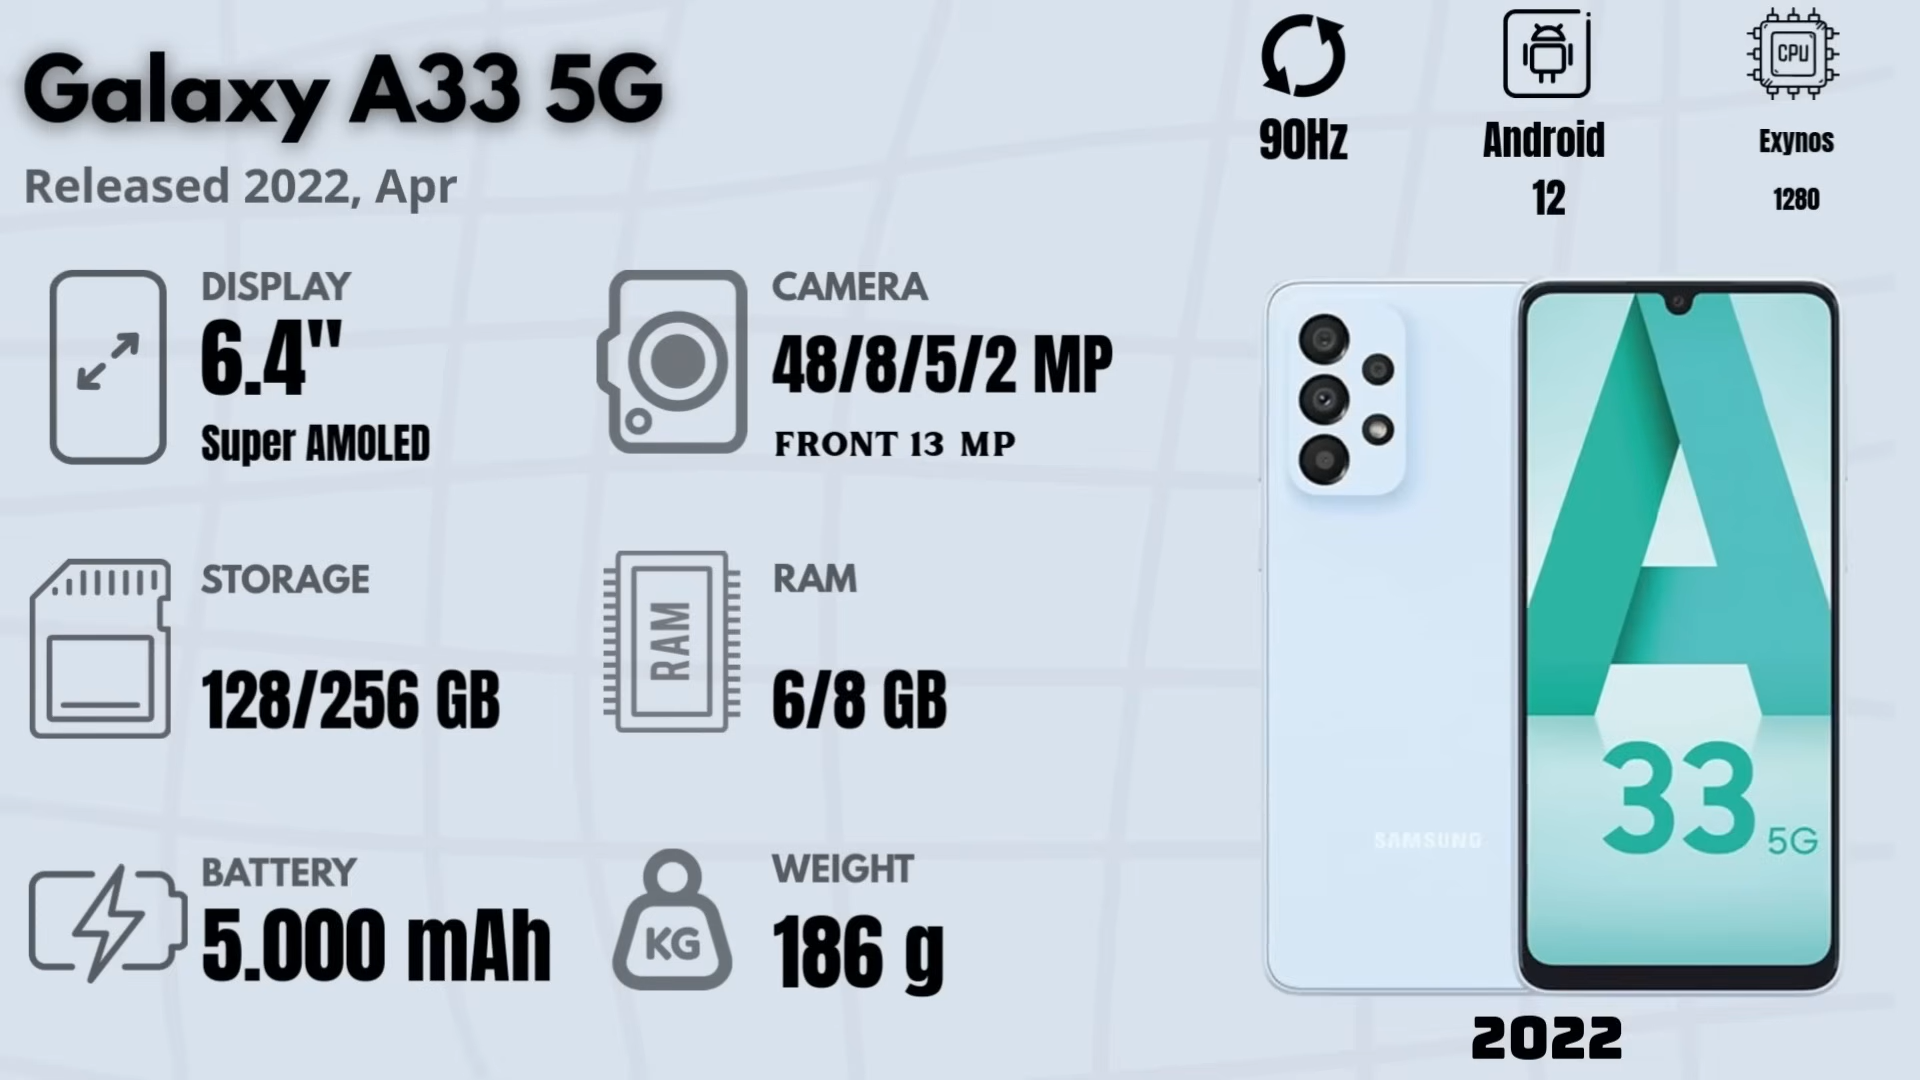 Galaxy A33 5G
Released 2022, Apr
90Hz
Android
12
CPU
Exynos
1280
DISPLAY
6.4"
Super AMOLED
CAMERA
48/8/5/2 MP
FRONT 13 MP
STORAGE
128/256 GB
RAM
RAM
6/8 GB
BATTERY
5.000 mAh
KG
WEIGHT
186 g
SAMSUNG
33 5G
2022